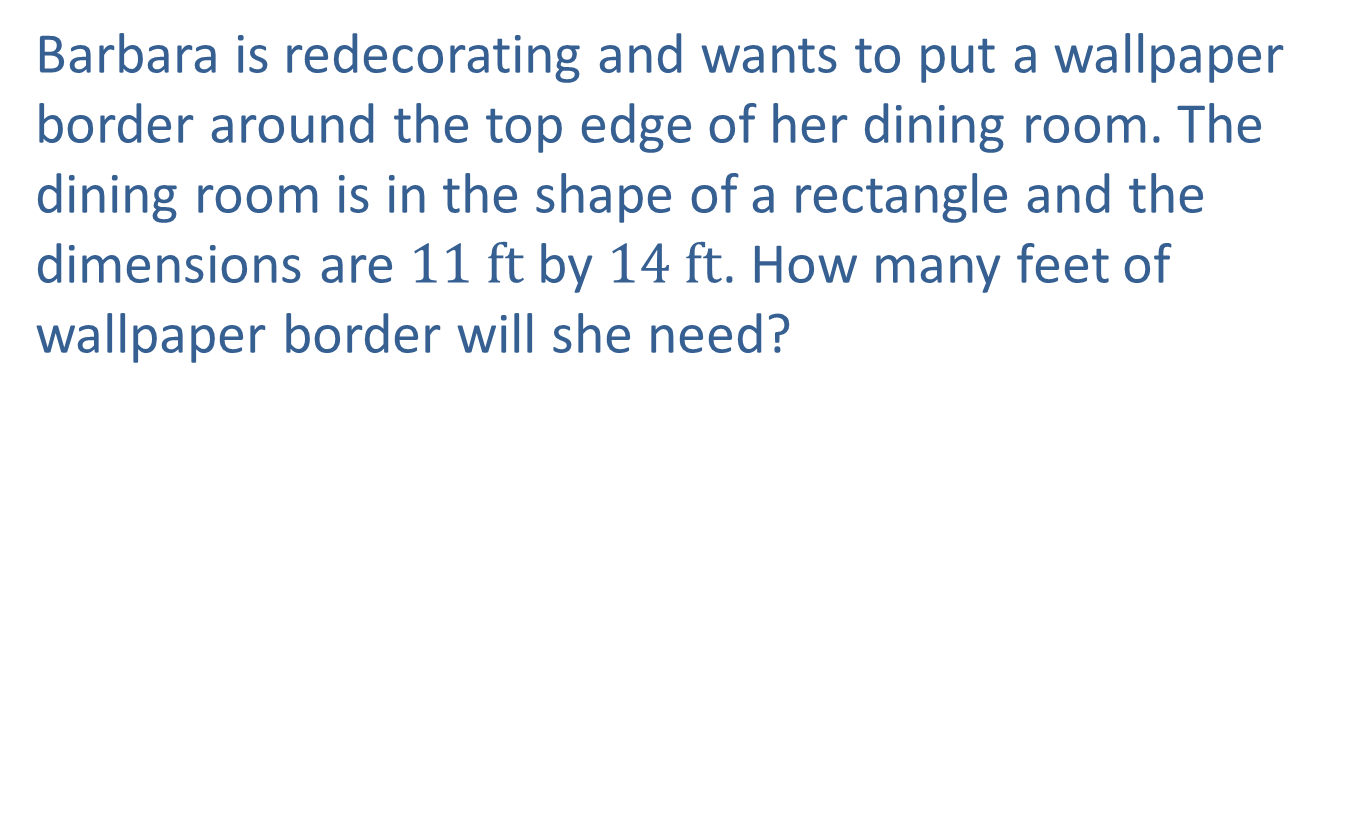 Barbara is redecorating and wants to put a wallpaper
border around the top edge of her dining room. The
dining room is in the shape of a rectangle and the
dimensions are 11 ft by 14 ft. How many feet of
wallpaper border will she need?